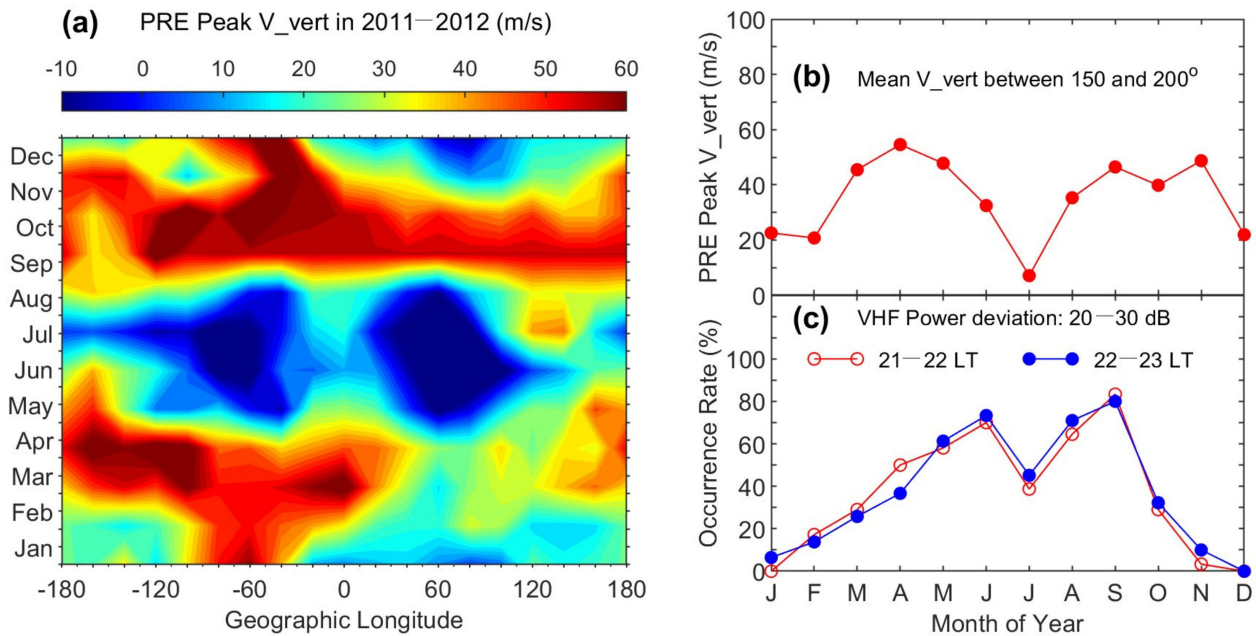 (a) PRE Peak V_vert in 2011—2012 (m/s)
-10 0 10 20 30 40 50 60
Dec
Nov
Oct
Sep
Aug
Jul
Jun
May
Apr
Mar
Feb
Jan
-180 -120 -60 0 60 120 180
Geographic Longitude
PRE Peak V_vert (m/s)
100
80
60
40
20
0
(b) Mean V_vert between 150 and 200°
Occurrence Rate (%)
(c) VHF Power deviation: 20—30 dB
21—22 LT 22—23 LT
100
80
60
40
20
0
J F M A M J J A S O N D
Month of Year